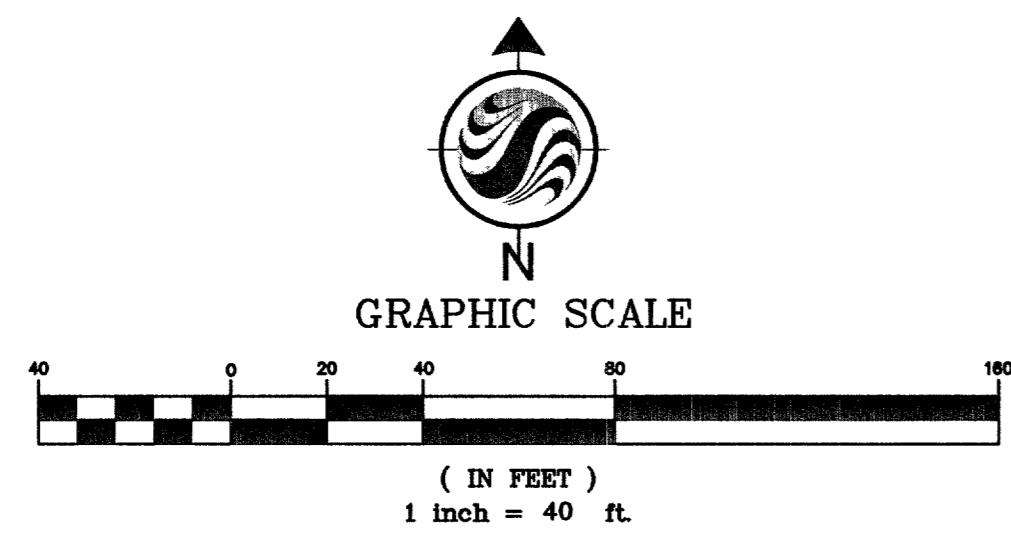 N
GRAPHIC SCALE
40 0 20 40 80 160
( IN FEET )
1 inch = 40 ft.